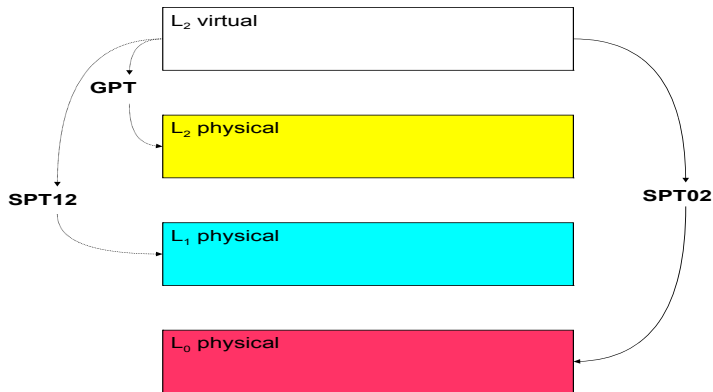 L₂ virtual
GPT
L₂ physical
SPT12
SPT02
L₁ physical
L₀ physical